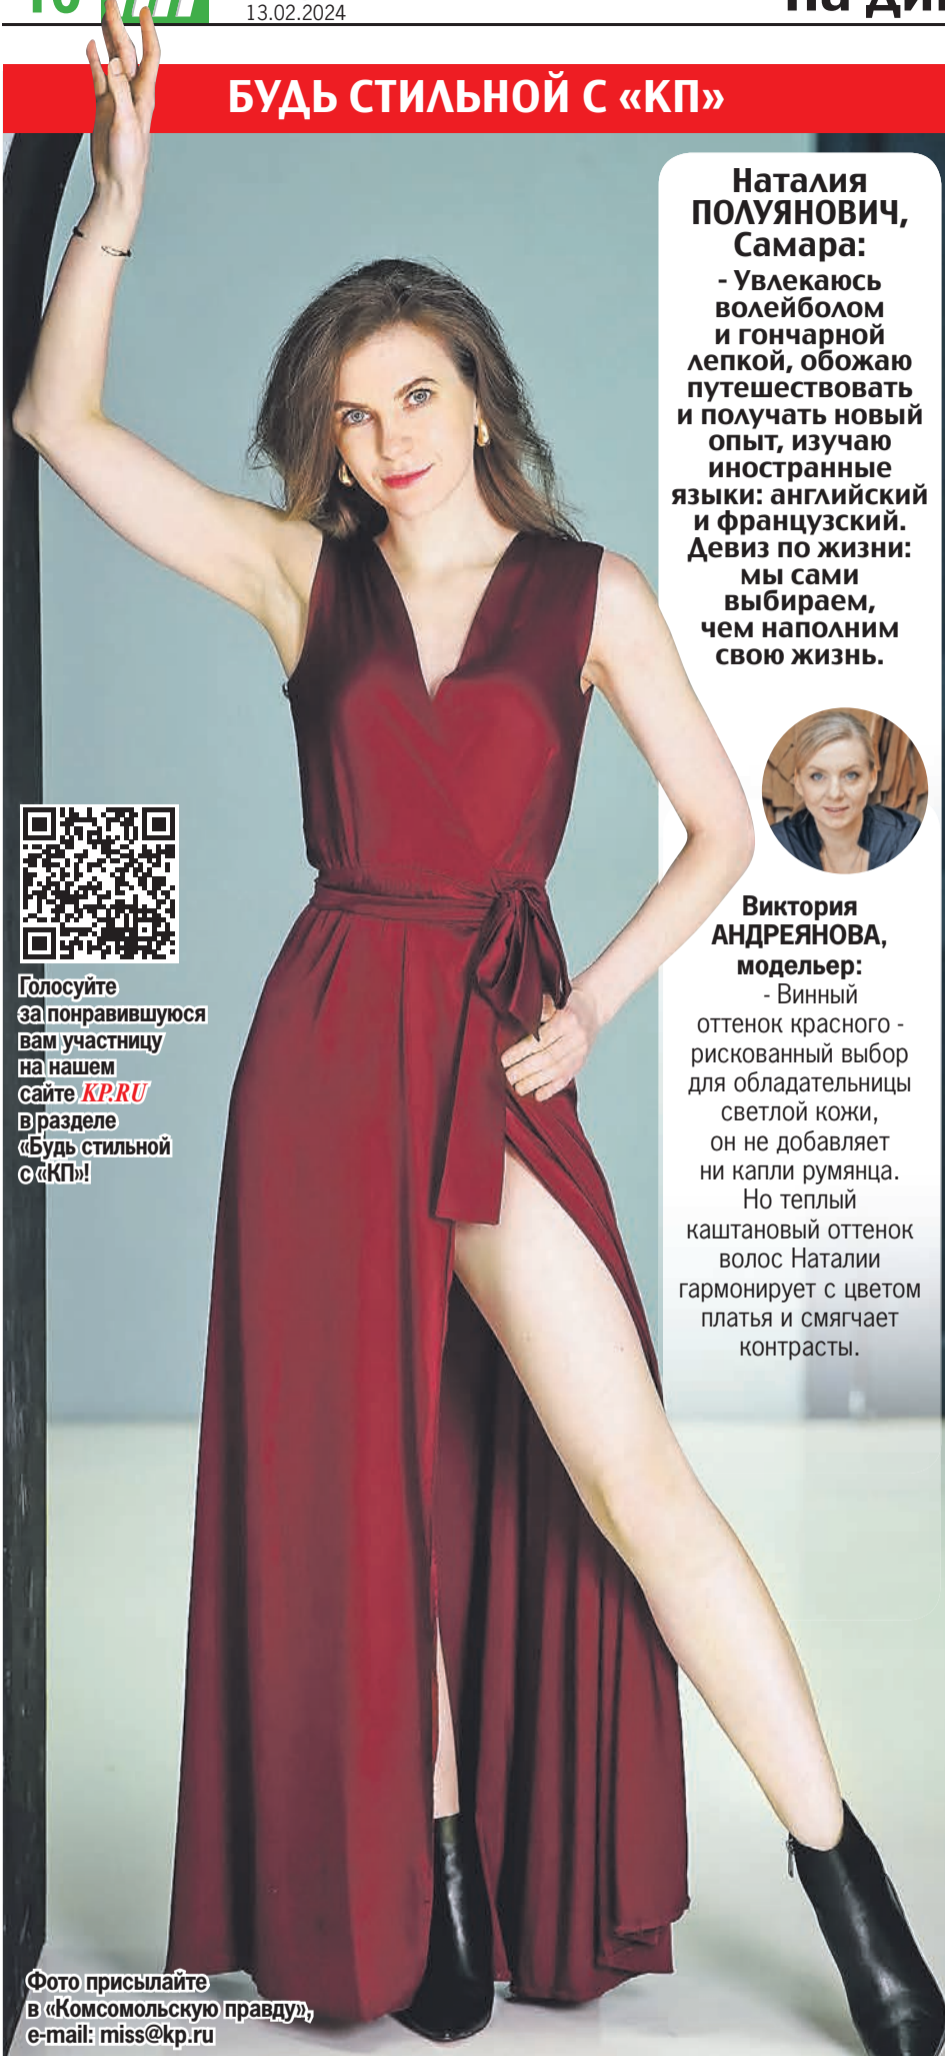 13.02.2024
БУДЬ СТИЛЬНОЙ С «КП»
Наталия
ПОЛУЯНОВИЧ,
Самара:
- Увлекаюсь
волейболом
и гончарной
лепкой, обожаю
путешествовать
и получать новый
опыт, изучаю
иностранные
языки: английский
и французский.
Девиз по жизни:
мы сами
выбираем,
чем наполним
свою жизнь.
Виктория
АНДРЕЯНОВА,
модельер:
- Винный
оттенок красного -
рискованный выбор
для обладательницы
светлой кожи,
он не добавляет
ни капли румянца.
Но теплый
каштановый оттенок
волос Наталии
гармонирует с цветом
платья и смягчает
контрасты.
Голосуйте
за понравившуюся
вам участницу
на нашем
сайте KP.RU
в разделе
«Будь стильной
с «КП»!
Фото присылайте
в «Комсомольскую правду»,
e-mail: miss@kp.ru